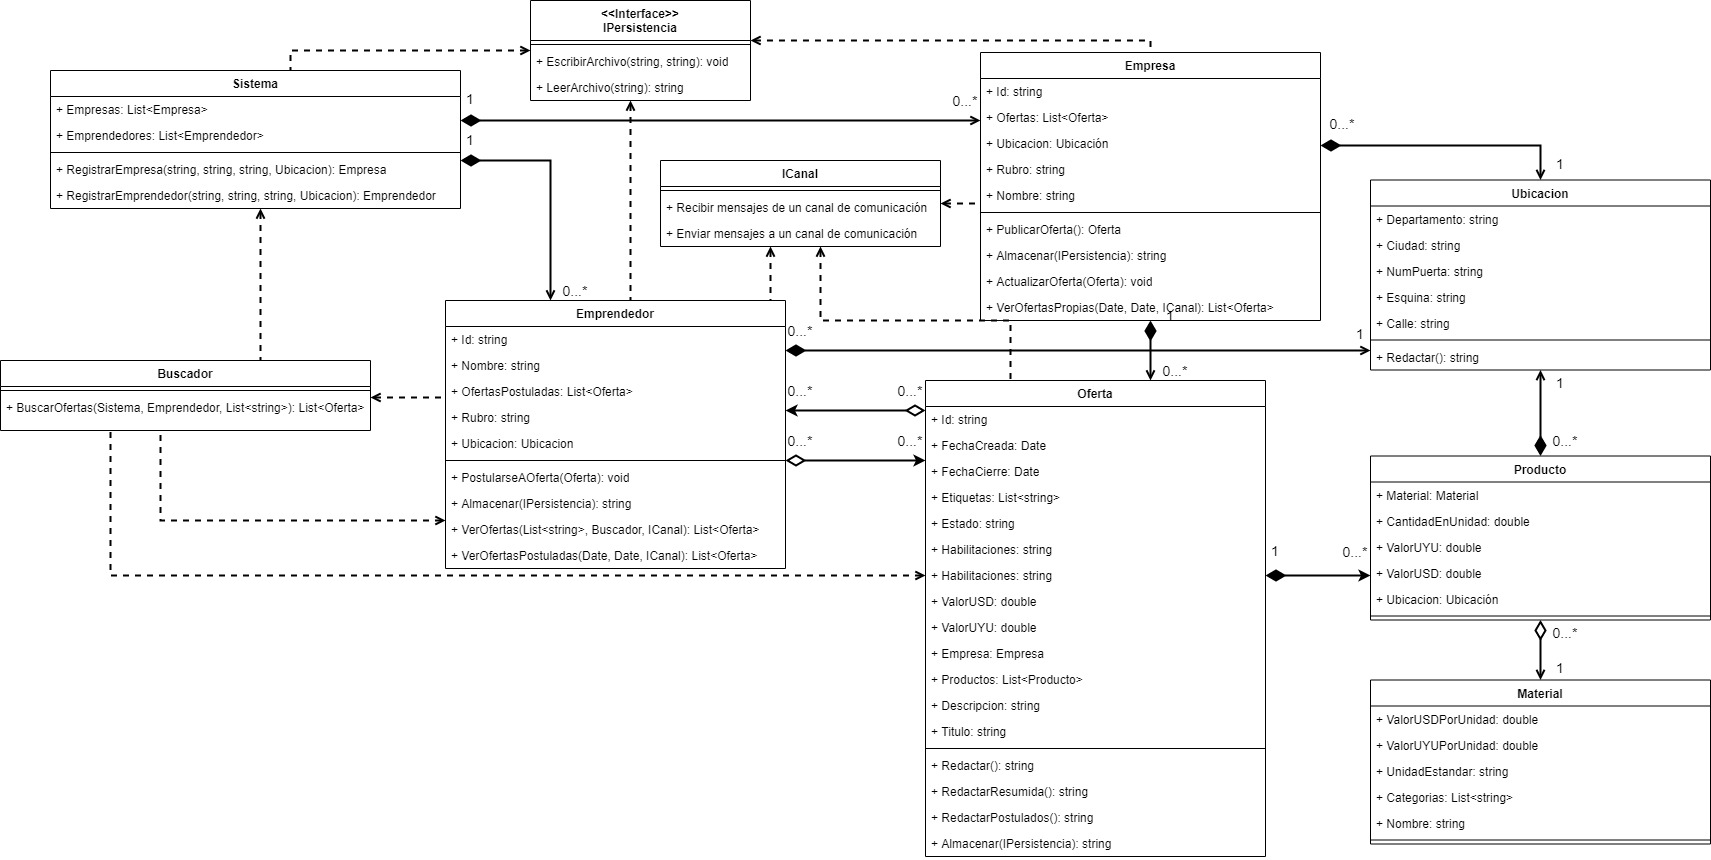 <<Interface>>
IPersistencia
+ EscribirArchivo(string, string): void
+ LeerArchivo(string): string
Sistema
+ Empresas: List<Empresa>
+ Emprendedores: List<Emprendedor>
+ RegistrarEmpresa(string, string, string, Ubicacion): Empresa
+ RegistrarEmprendedor(string, string, string, Ubicacion): Emprendedor
1
1
0...*
0...*
Empresa
+ Id: string
+ Ofertas: List<Oferta>
+ Ubicacion: Ubicación
+ Rubro: string
+ Nombre: string
+ PublicarOferta(): Oferta
+ Almacenar(IPersistencia): string
+ ActualizarOferta(Oferta): void
+ VerOfertasPropias(Date, Date, ICanal): List<Oferta>
0...*
1
1
0...*
ICanal
+ Recibir mensajes de un canal de comunicación
+ Enviar mensajes a un canal de comunicación
Ubicacion
+ Departamento: string
+ Ciudad: string
+ NumPuerta: string
+ Esquina: string
+ Calle: string
+ Redactar(): string
Emprendedor
+ Id: string
+ Nombre: string
+ OfertasPostuladas: List<Oferta>
+ Rubro: string
+ Ubicacion: Ubicacion
+ PostularseAOferta(Oferta): void
+ Almacenar(IPersistencia): string
+ VerOfertas(List<string>, Buscador, ICanal): List<Oferta>
+ VerOfertasPostuladas(Date, Date, ICanal): List<Oferta>
0...*
1
0...*
0...*
0...*
0...*
Buscador
+ BuscarOfertas(Sistema, Emprendedor, List<string>): List<Oferta>
Oferta
+ Id: string
+ FechaCreada: Date
+ FechaCierre: Date
+ Etiquetas: List<string>
+ Estado: string
+ Habilitaciones: string
+ Habilitaciones: string
+ ValorUSD: double
+ ValorUYU: double
+ Empresa: Empresa
+ Productos: List<Producto>
+ Descripcion: string
+ Titulo: string
+ Redactar(): string
+ RedactarResumida(): string
+ RedactarPostulados(): string
+ Almacenar(IPersistencia): string
1
0...*
1
0...*
Producto
+ Material: Material
+ CantidadEnUnidad: double
+ ValorUYU: double
+ ValorUSD: double
+ Ubicacion: Ubicación
0...*
1
Material
+ ValorUSDPorUnidad: double
+ ValorUYUPorUnidad: double
+ UnidadEstandar: string
+ Categorias: List<string>
+ Nombre: string